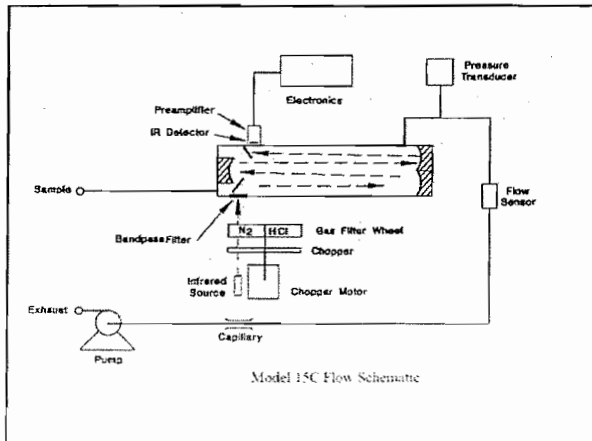 Pressure
Transducer
Electronics
Preamplifier
IR Detector
Sample
Flow
Sensor
Bandpass Filter
N2 HCl
Gas Filter Wheel
Chopper
Infrared
Source
Chopper Motor
Exhaust
Capillary
Pump
Model 15C Flow Schematic